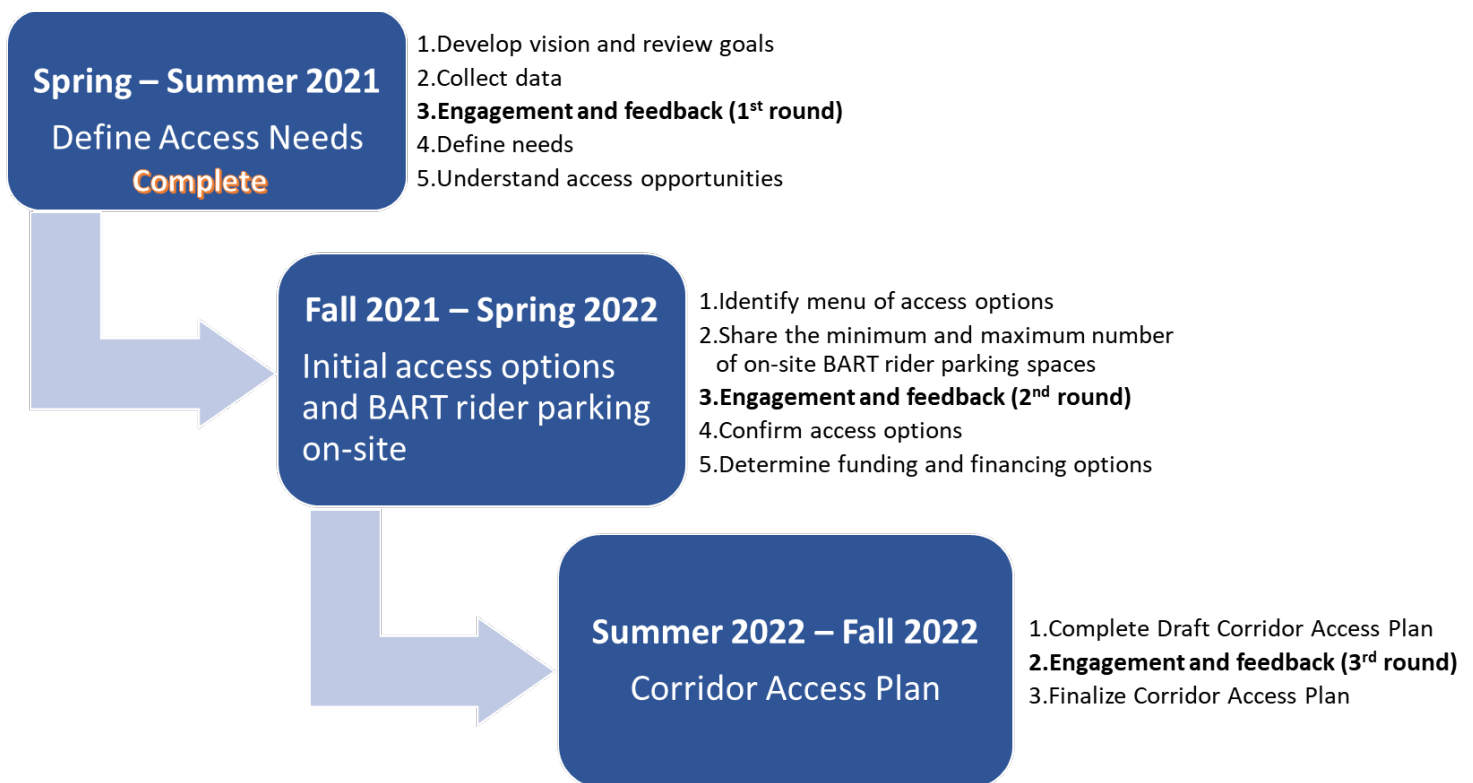 Spring – Summer 2021
Define Access Needs
Complete
1.Develop vision and review goals
2.Collect data
3.Engagement and feedback (1st round)
4.Define needs
5.Understand access opportunities
Fall 2021 – Spring 2022
Initial access options
and BART rider parking
on-site
1.Identify menu of access options
2.Share the minimum and maximum number
of on-site BART rider parking spaces
3.Engagement and feedback (2nd round)
4.Confirm access options
5.Determine funding and financing options
Summer 2022 – Fall 2022
Corridor Access Plan
1.Complete Draft Corridor Access Plan
2.Engagement and feedback (3rd round)
3.Finalize Corridor Access Plan